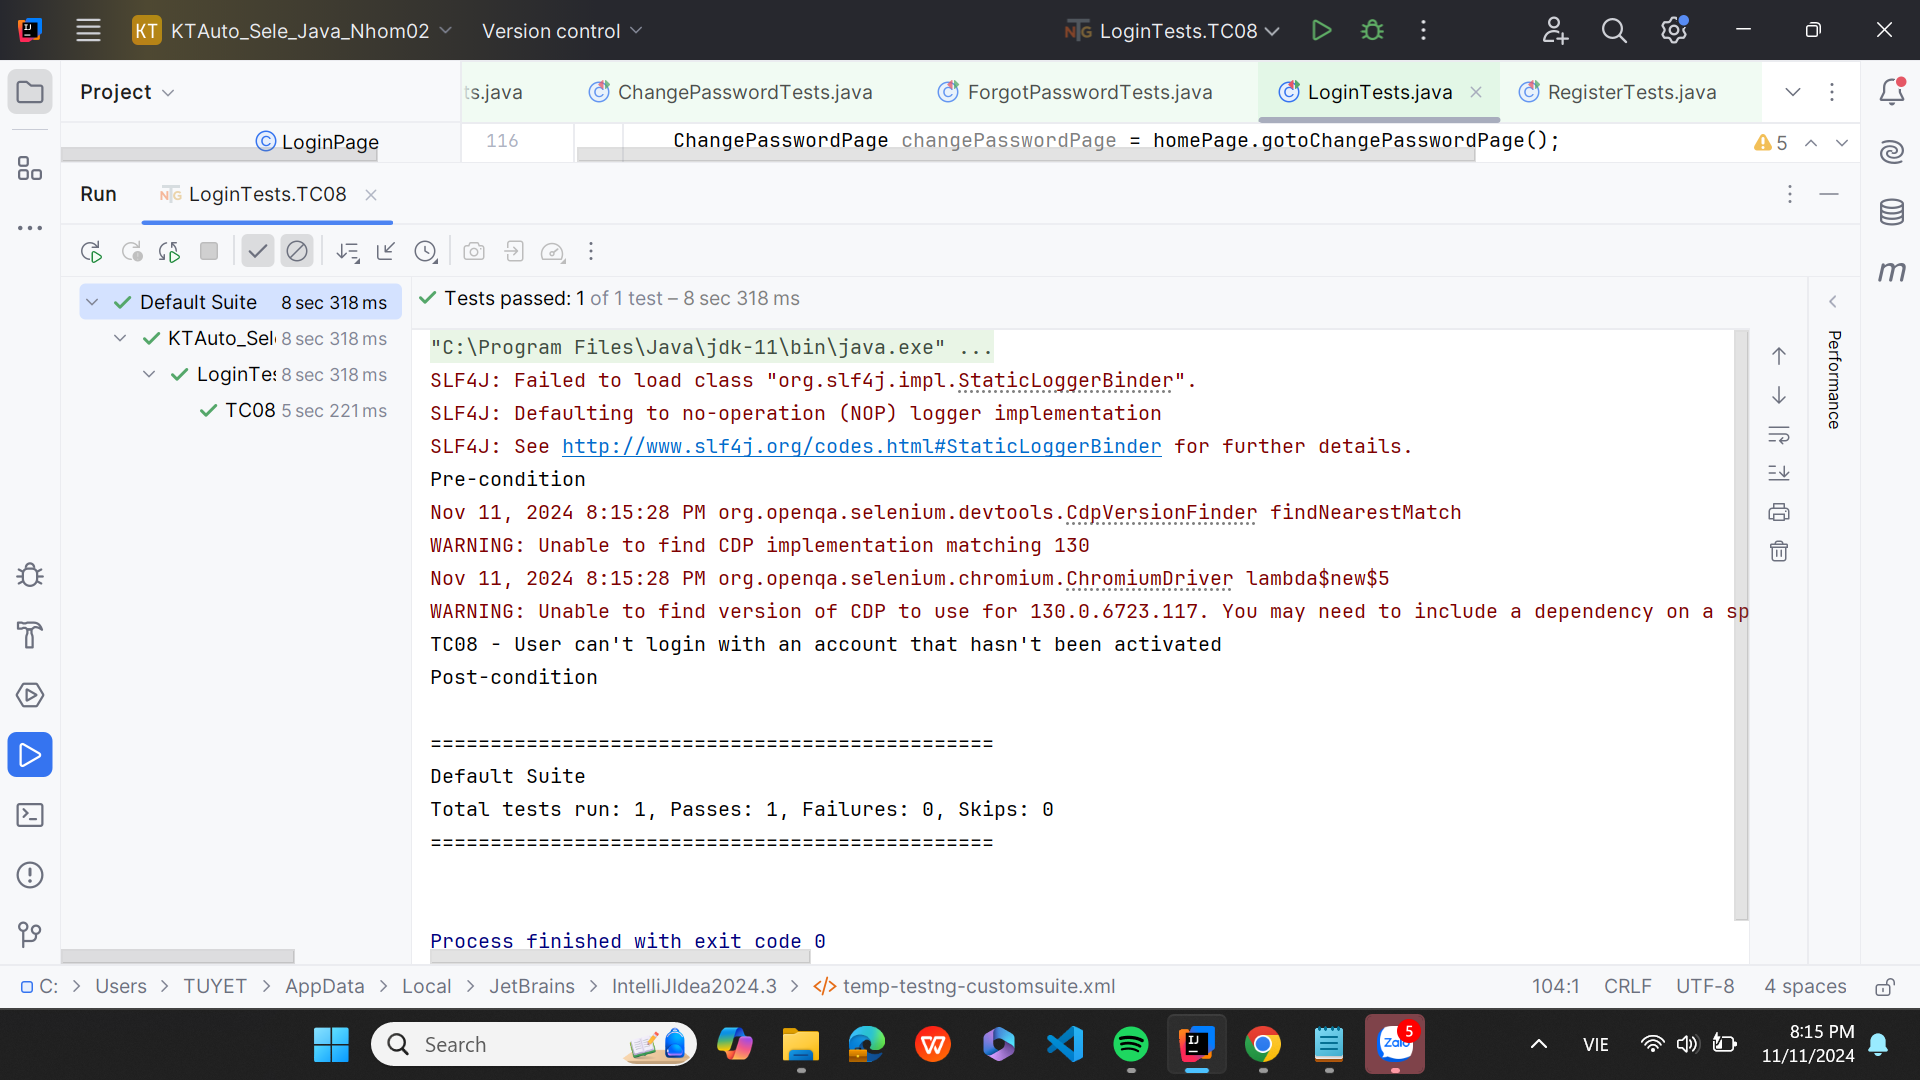 KT KTAuto_Sele_Java_Nhom02 Version control LoginTests.TC08
Project ts.java ChangePasswordTests.java ForgotPasswordTests.java LoginTests.java RegisterTests.java
LoginPage 116 ChangePasswordPage changePasswordPage = homePage.gotoChangePasswordPage(); 5
Run LoginTests.TC08
Default Suite 8 sec 318 ms
Tests passed: 1 of 1 test – 8 sec 318 ms
KTAuto_Sel 8 sec 318 ms
LoginTes 8 sec 318 ms
TC08 5 sec 221 ms
"C:\Program Files\Java\jdk-11\bin\java.exe" ...
SLF4J: Failed to load class "org.slf4j.impl.StaticLoggerBinder".
SLF4J: Defaulting to no-operation (NOP) logger implementation
SLF4J: See http://www.slf4j.org/codes.html#StaticLoggerBinder for further details.
Pre-condition
Nov 11, 2024 8:15:28 PM org.openqa.selenium.devtools.CdpVersionFinder findNearestMatch
WARNING: Unable to find CDP implementation matching 130
Nov 11, 2024 8:15:28 PM org.openqa.selenium.chromium.ChromiumDriver lambda$new$5
WARNING: Unable to find version of CDP to use for 130.0.6723.117. You may need to include a dependency on a sp
TC08 - User can't login with an account that hasn't been activated
Post-condition
===============================================
Default Suite
Total tests run: 1, Passes: 1, Failures: 0, Skips: 0
===============================================
Process finished with exit code 0
Performance
C: > Users > TUYET > AppData > Local > JetBrains > IntelliJIdea2024.3 > </> temp-testng-customsuite.xml 104:1 CRLF UTF-8 4 spaces
Search Zalo 5 VIE 8:15 PM
11/11/2024